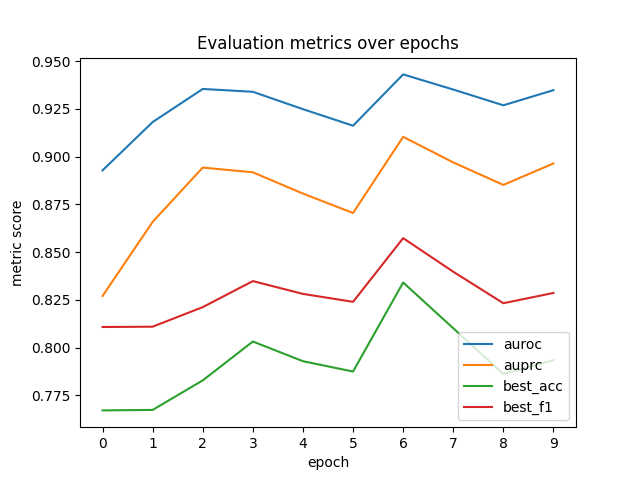 Evaluation metrics over epochs
metric score
0.950
0.925
0.900
0.875
0.850
0.825
0.800
0.775
auroc
auprc
best_acc
best_f1
0 1 2 3 4 5 6 7 8 9
epoch